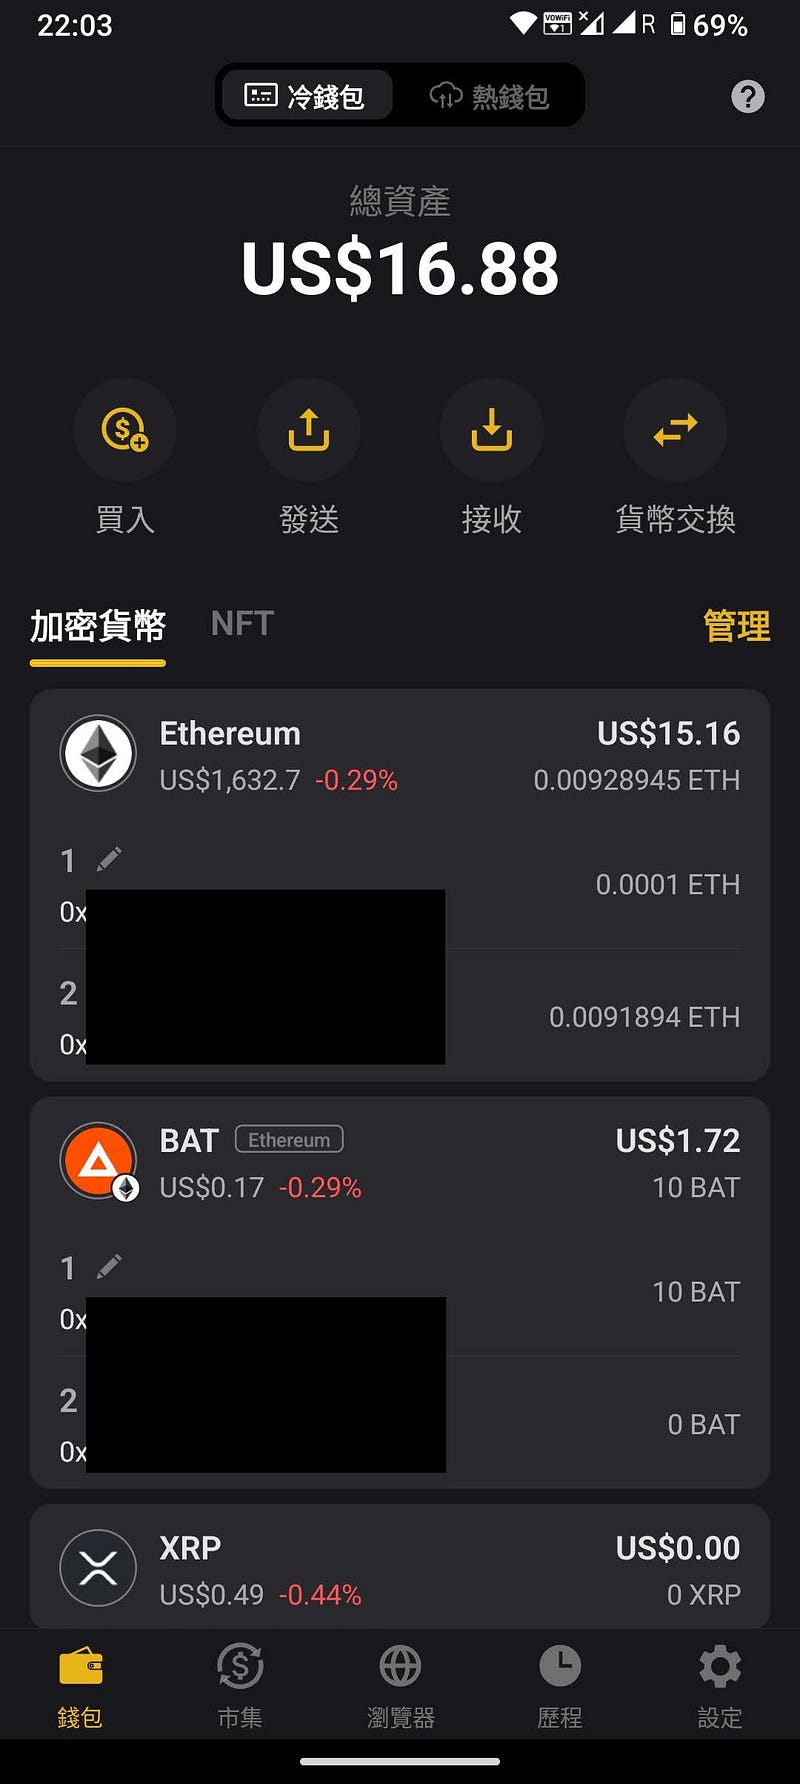 22:03
VOWiFi 1 R 69%
冷錢包 熱錢包 ?
總資產
US$16.88
買入 發送 接收 貨幣交換
加密貨幣 NFT 管理
Ethereum US$15.16
US$1,632.7 -0.29% 0.00928945 ETH
1
0.0001 ETH
0x
2
0.0091894 ETH
0x
BAT Ethereum US$1.72
US$0.17 -0.29% 10 BAT
1
10 BAT
0x
2
0 BAT
0x
XRP US$0.00
US$0.49 -0.44% 0 XRP
錢包 市集 瀏覽器 歷程 設定